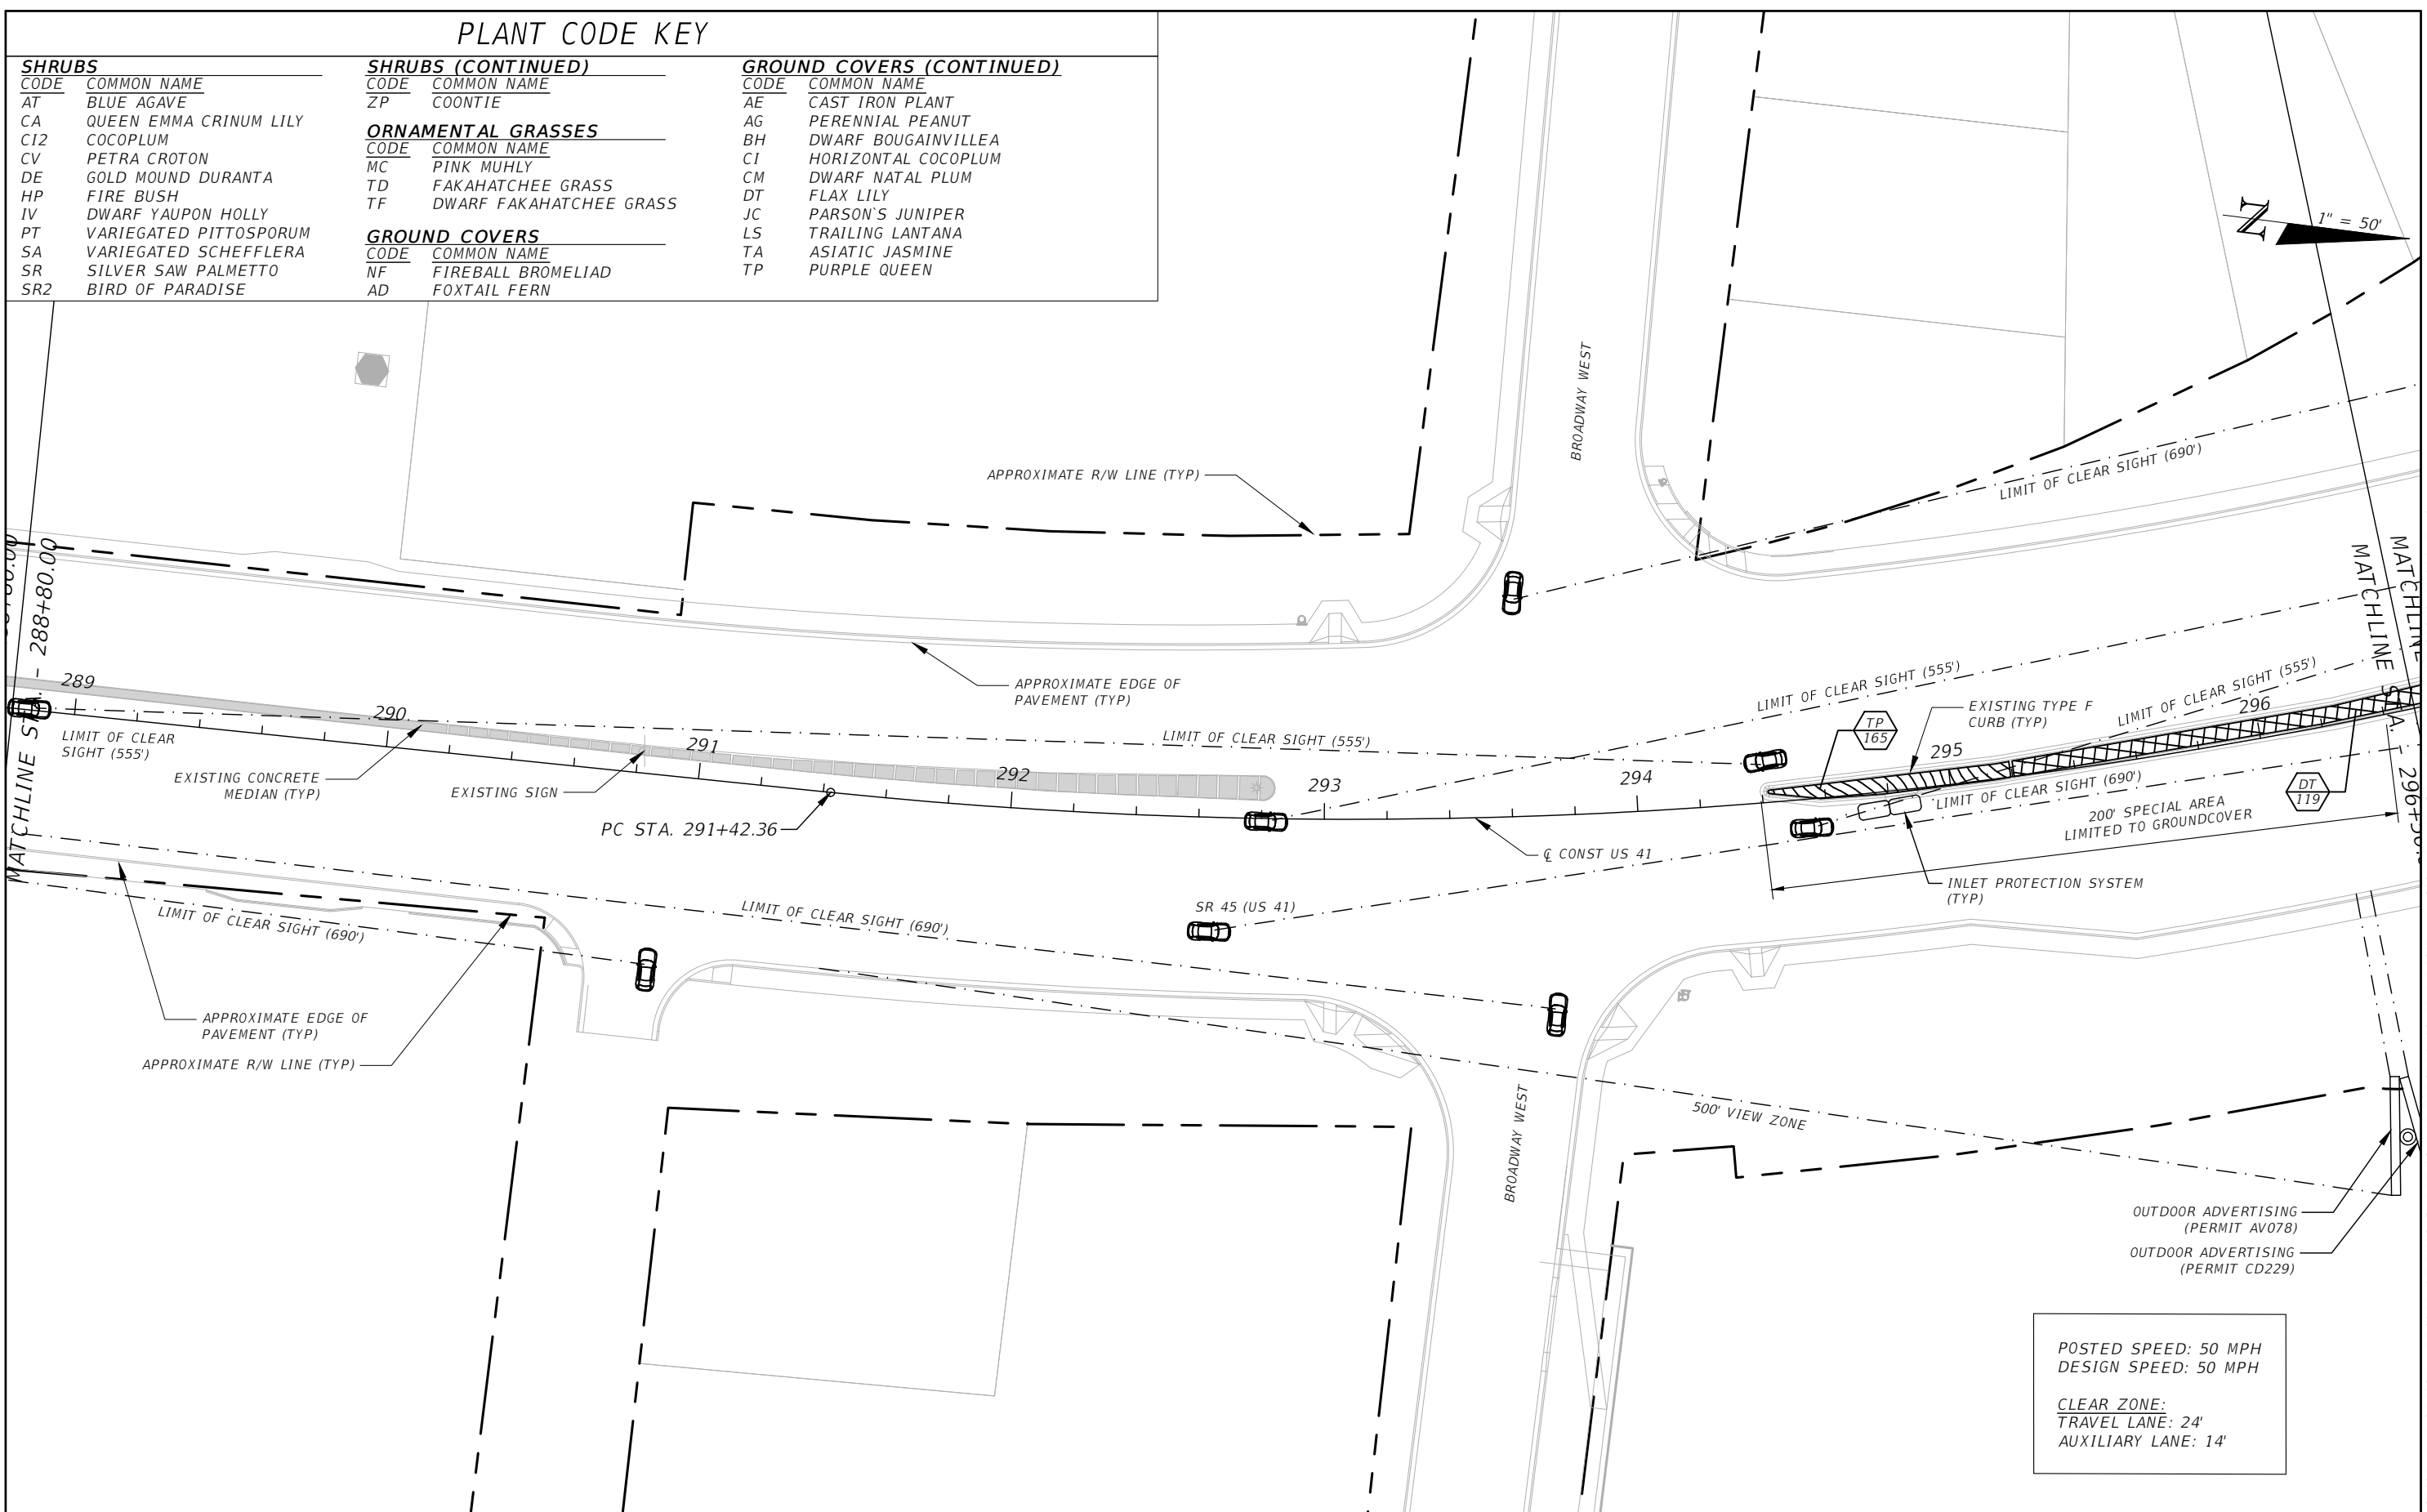 PLANT CODE KEY
SHRUBS
CODE COMMON NAME
AT BLUE AGAVE
CA QUEEN EMMA CRINUM LILY
CI2 COCOPLUM
CV PETRA CROTON
DE GOLD MOUND DURANTA
HP FIRE BUSH
IV DWARF YAUPON HOLLY
PT VARIEGATED PITTOSPORUM
SA VARIEGATED SCHEFFLERA
SR SILVER SAW PALMETTO
SR2 BIRD OF PARADISE
SHRUBS (CONTINUED)
CODE COMMON NAME
ZP COONTIE
ORNAMENTAL GRASSES
CODE COMMON NAME
MC PINK MUHLY
TD FAKAHATCHEE GRASS
TF DWARF FAKAHATCHEE GRASS
GROUND COVERS
CODE COMMON NAME
NF FIREBALL BROMELIAD
AD FOXTAIL FERN
GROUND COVERS (CONTINUED)
CODE COMMON NAME
AE CAST IRON PLANT
AG PERENNIAL PEANUT
BH DWARF BOUGAINVILLEA
CI HORIZONTAL COCOPLUM
CM DWARF NATAL PLUM
DT FLAX LILY
JC PARSON`S JUNIPER
LS TRAILING LANTANA
TA ASIATIC JASMINE
TP PURPLE QUEEN
N
1" = 50'
BROADWAY WEST
APPROXIMATE R/W LINE (TYP)
LIMIT OF CLEAR SIGHT (690')
MATCHLINE STA. - 288+80.00
MATCHLINE
MATCHLINE STA. - 296+50.
289
290
291
292
293
294
295
296
LIMIT OF CLEAR
SIGHT (555')
EXISTING CONCRETE
MEDIAN (TYP)
EXISTING SIGN
PC STA. 291+42.36
APPROXIMATE EDGE OF
PAVEMENT (TYP)
LIMIT OF CLEAR SIGHT (555')
LIMIT OF CLEAR SIGHT (555')
TP
165
EXISTING TYPE F
CURB (TYP)
LIMIT OF CLEAR SIGHT (555')
LIMIT OF CLEAR SIGHT (690')
DT
119
200' SPECIAL AREA
LIMITED TO GROUNDCOVER
℄ CONST US 41
INLET PROTECTION SYSTEM
(TYP)
SR 45 (US 41)
LIMIT OF CLEAR SIGHT (690')
LIMIT OF CLEAR SIGHT (690')
APPROXIMATE EDGE OF
PAVEMENT (TYP)
APPROXIMATE R/W LINE (TYP)
BROADWAY WEST
500' VIEW ZONE
OUTDOOR ADVERTISING
(PERMIT AV078)
OUTDOOR ADVERTISING
(PERMIT CD229)
POSTED SPEED: 50 MPH
DESIGN SPEED: 50 MPH
CLEAR ZONE:
TRAVEL LANE: 24'
AUXILIARY LANE: 14'